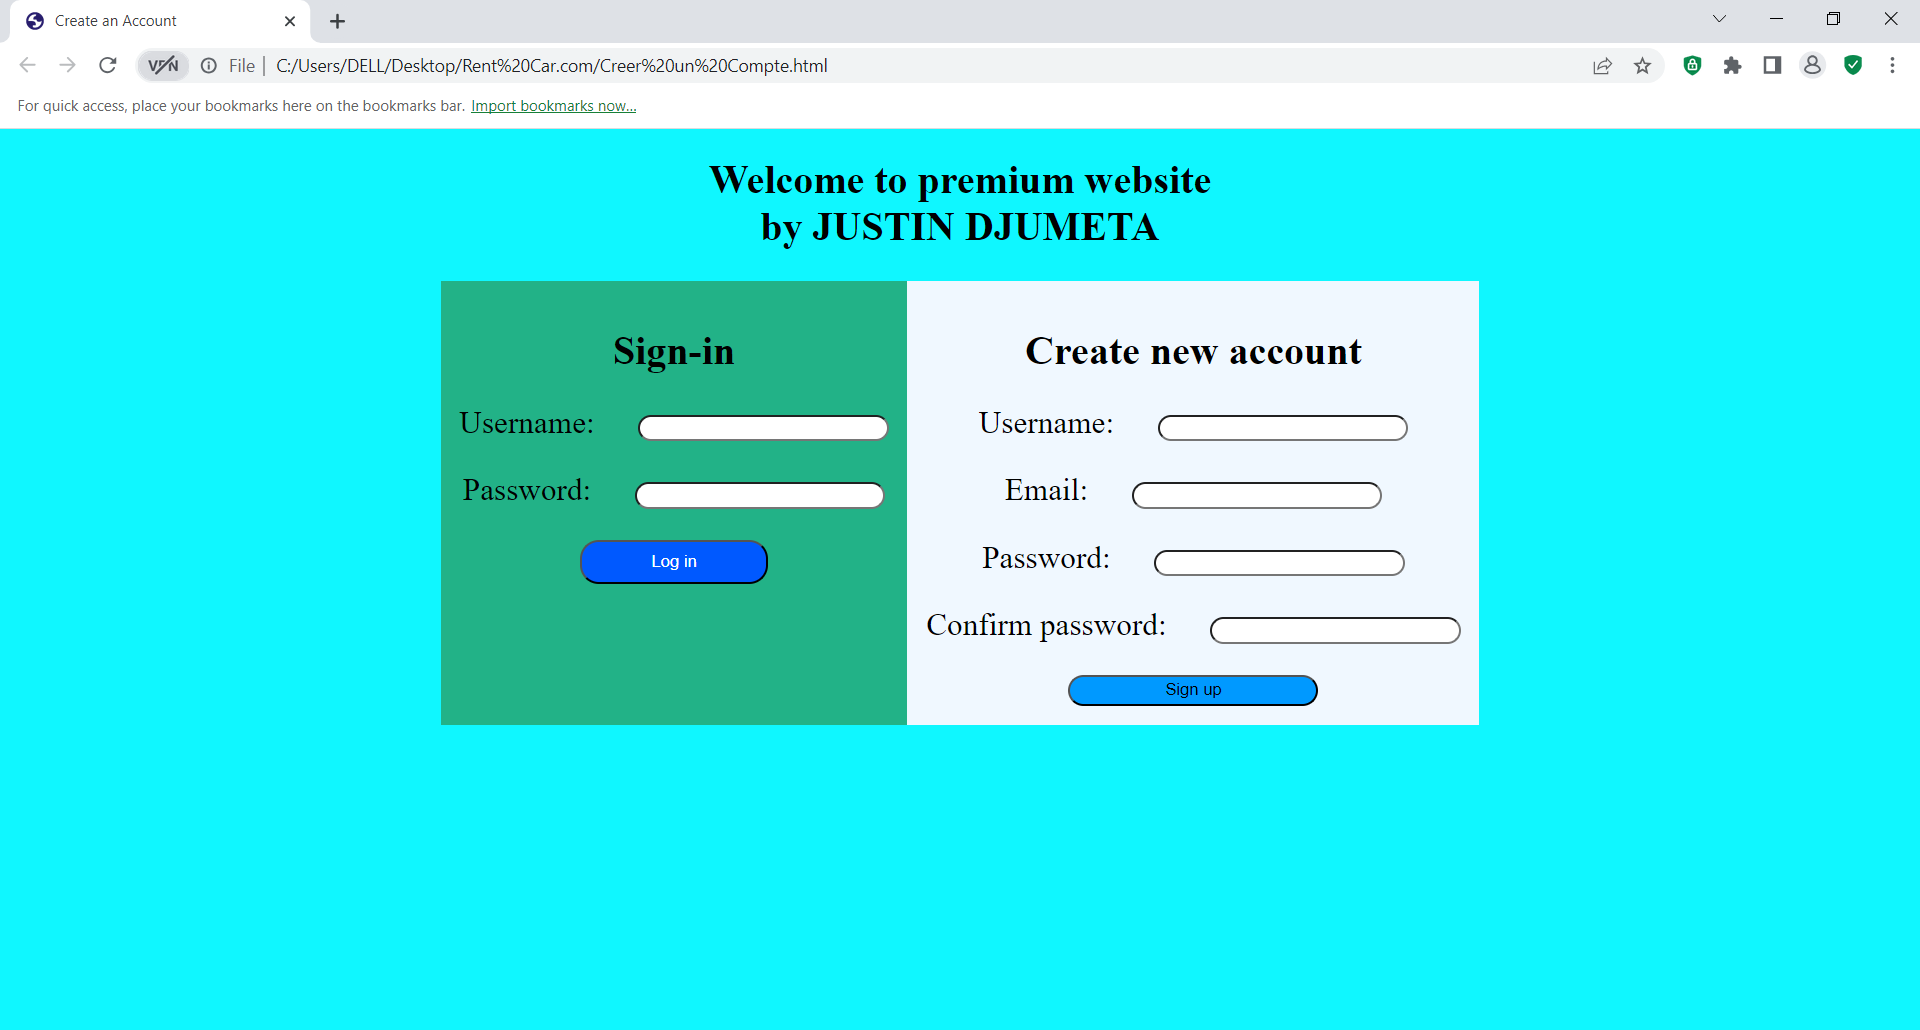 Create an Account
VPN
File
C:/Users/DELL/Desktop/Rent%20Car.com/Creer%20un%20Compte.html
For quick access, place your bookmarks here on the bookmarks bar. Import bookmarks now...
Welcome to premium website
by JUSTIN DJUMETA
Sign-in
Username:
Password:
Log in
Create new account
Username:
Email:
Password:
Confirm password:
Sign up